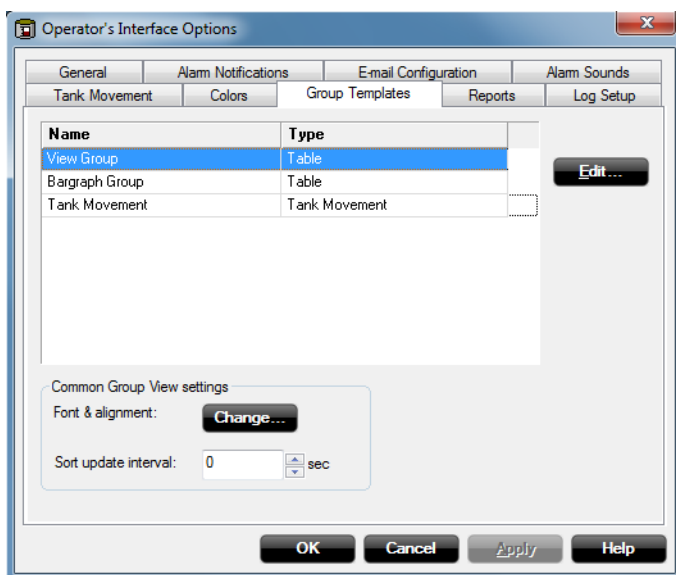 Operator's Interface Options
X
General Alarm Notifications E-mail Configuration Alarm Sounds
Tank Movement Colors Group Templates Reports Log Setup
Name Type
View Group Table
Bargraph Group Table
Tank Movement Tank Movement
Edit...
Common Group View settings
Font & alignment: Change...
Sort update interval: 0 sec
OK Cancel Apply Help